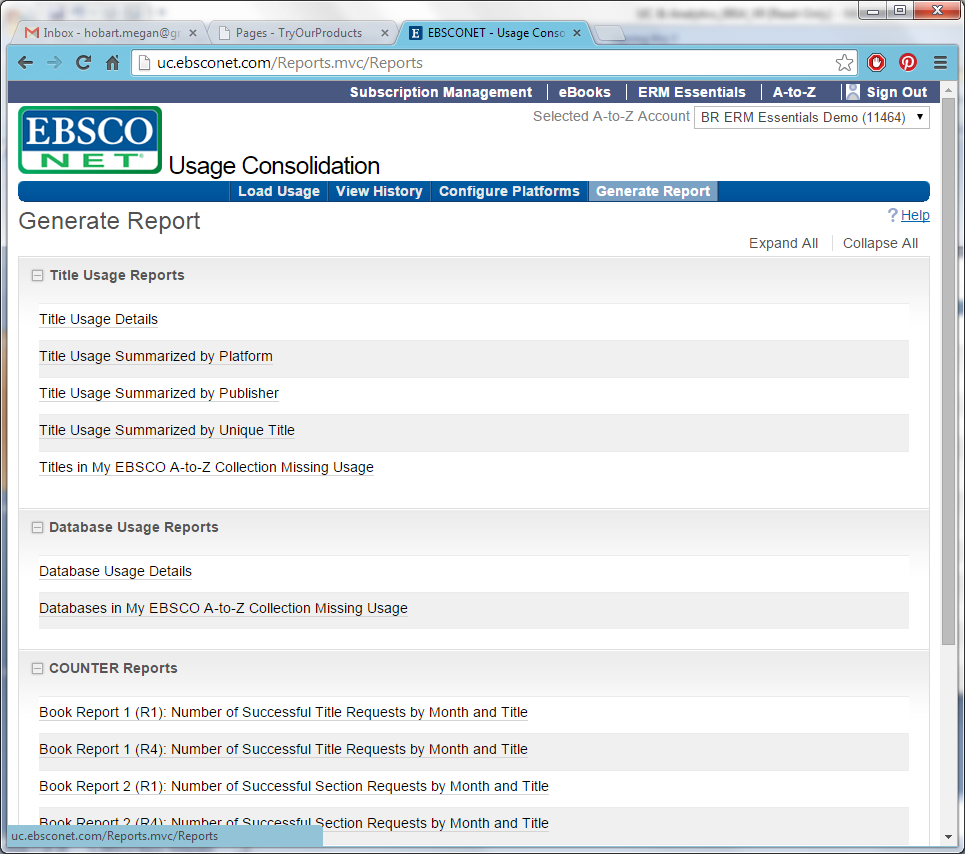 Inbox - hobart.megan@gr
Pages - TryOurProducts
EBSCONET - Usage Conso
uc.ebsconet.com/Reports.mvc/Reports
Subscription Management eBooks ERM Essentials A-to-Z Sign Out
Selected A-to-Z Account BR ERM Essentials Demo (11464)
EBSCO
NET
Usage Consolidation
Load Usage View History Configure Platforms Generate Report
Generate Report
? Help
Expand All Collapse All
Title Usage Reports
Title Usage Details
Title Usage Summarized by Platform
Title Usage Summarized by Publisher
Title Usage Summarized by Unique Title
Titles in My EBSCO A-to-Z Collection Missing Usage
Database Usage Reports
Database Usage Details
Databases in My EBSCO A-to-Z Collection Missing Usage
COUNTER Reports
Book Report 1 (R1): Number of Successful Title Requests by Month and Title
Book Report 1 (R4): Number of Successful Title Requests by Month and Title
Book Report 2 (R1): Number of Successful Section Requests by Month and Title
Book Report 2 (R4): Number of Successful Section Requests by Month and Title
uc.ebsconet.com/Reports.mvc/Reports